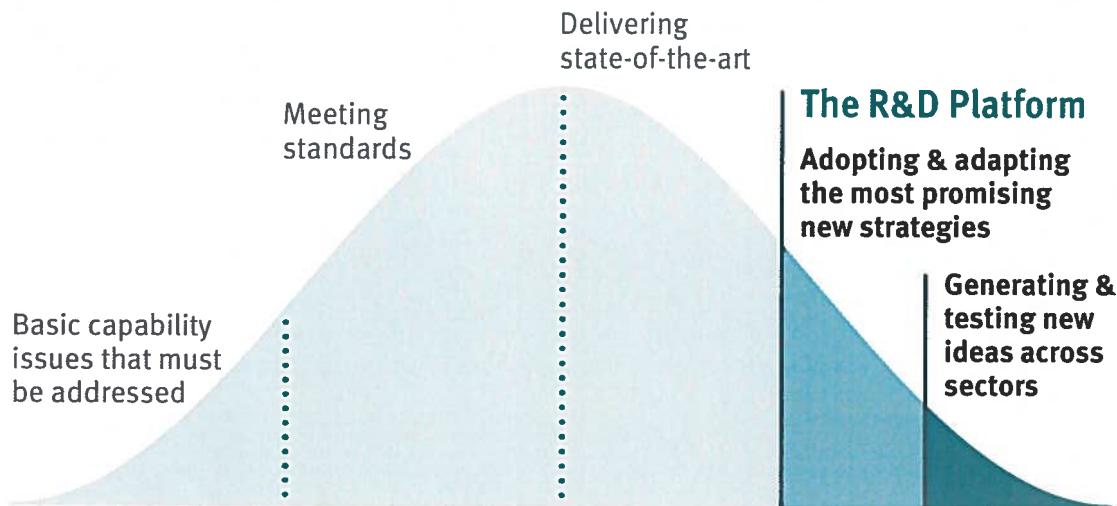 Delivering
state-of-the-art
Meeting
standards
The R&D Platform
Adopting & adapting
the most promising
new strategies
Generating &
testing new
ideas across
sectors
Basic capability
issues that must
be addressed